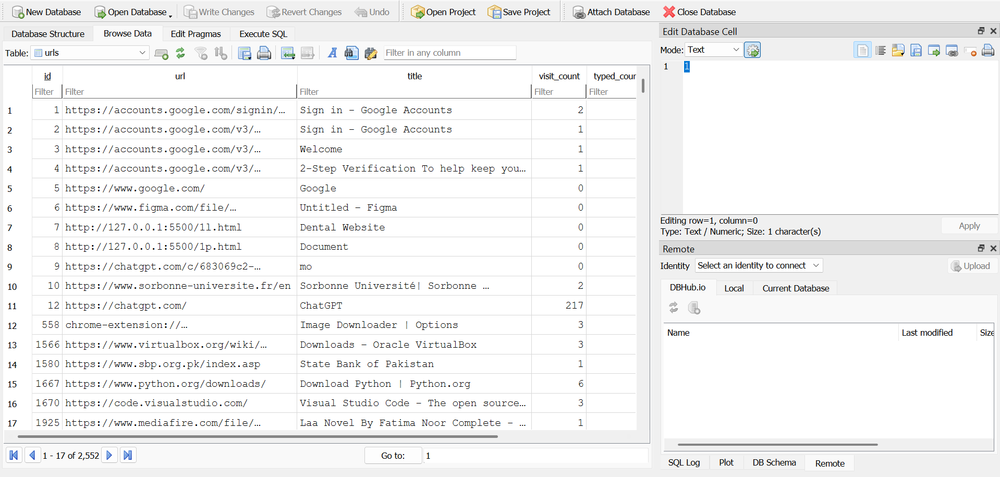 New Database Open Database Write Changes Revert Changes Undo Open Project Save Project Attach Database Close Database
Database Structure Browse Data Edit Pragmas Execute SQL
Table: urls Filter in any column
id url title visit_count typed_cour
Filter Filter Filter Filter Filter
1 1 https://accounts.google.com/signin/… Sign in - Google Accounts 2
2 2 https://accounts.google.com/v3/… Sign in - Google Accounts 1
3 3 https://accounts.google.com/v3/… Welcome 1
4 4 https://accounts.google.com/v3/… 2-Step Verification To help keep you… 1
5 5 https://www.google.com/ Google 0
6 6 https://www.figma.com/file/… Untitled – Figma 0
7 7 http://127.0.0.1:5500/1l.html Dental Website 0
8 8 http://127.0.0.1:5500/1p.html Document 0
9 9 https://chatgpt.com/c/683069c2-… mo 0
10 10 https://www.sorbonne-universite.fr/en Sorbonne Université| Sorbonne … 2
11 12 https://chatgpt.com/ ChatGPT 217
12 558 chrome-extension://… Image Downloader | Options 3
13 1566 https://www.virtualbox.org/wiki/… Downloads – Oracle VirtualBox 3
14 1580 https://www.sbp.org.pk/index.asp State Bank of Pakistan 1
15 1667 https://www.python.org/downloads/ Download Python | Python.org 6
16 1670 https://code.visualstudio.com/ Visual Studio Code - The open source… 3
17 1925 https://www.mediafire.com/file/… Laa Novel By Fatima Noor Complete - … 1
1 - 17 of 2,552 Go to: 1
Edit Database Cell
Mode: Text
1 1
Editing row=1, column=0
Type: Text / Numeric; Size: 1 character(s)
Apply
Remote
Identity Select an identity to connect Upload
DBHub.io Local Current Database
Name Last modified Size
SQL Log Plot DB Schema Remote